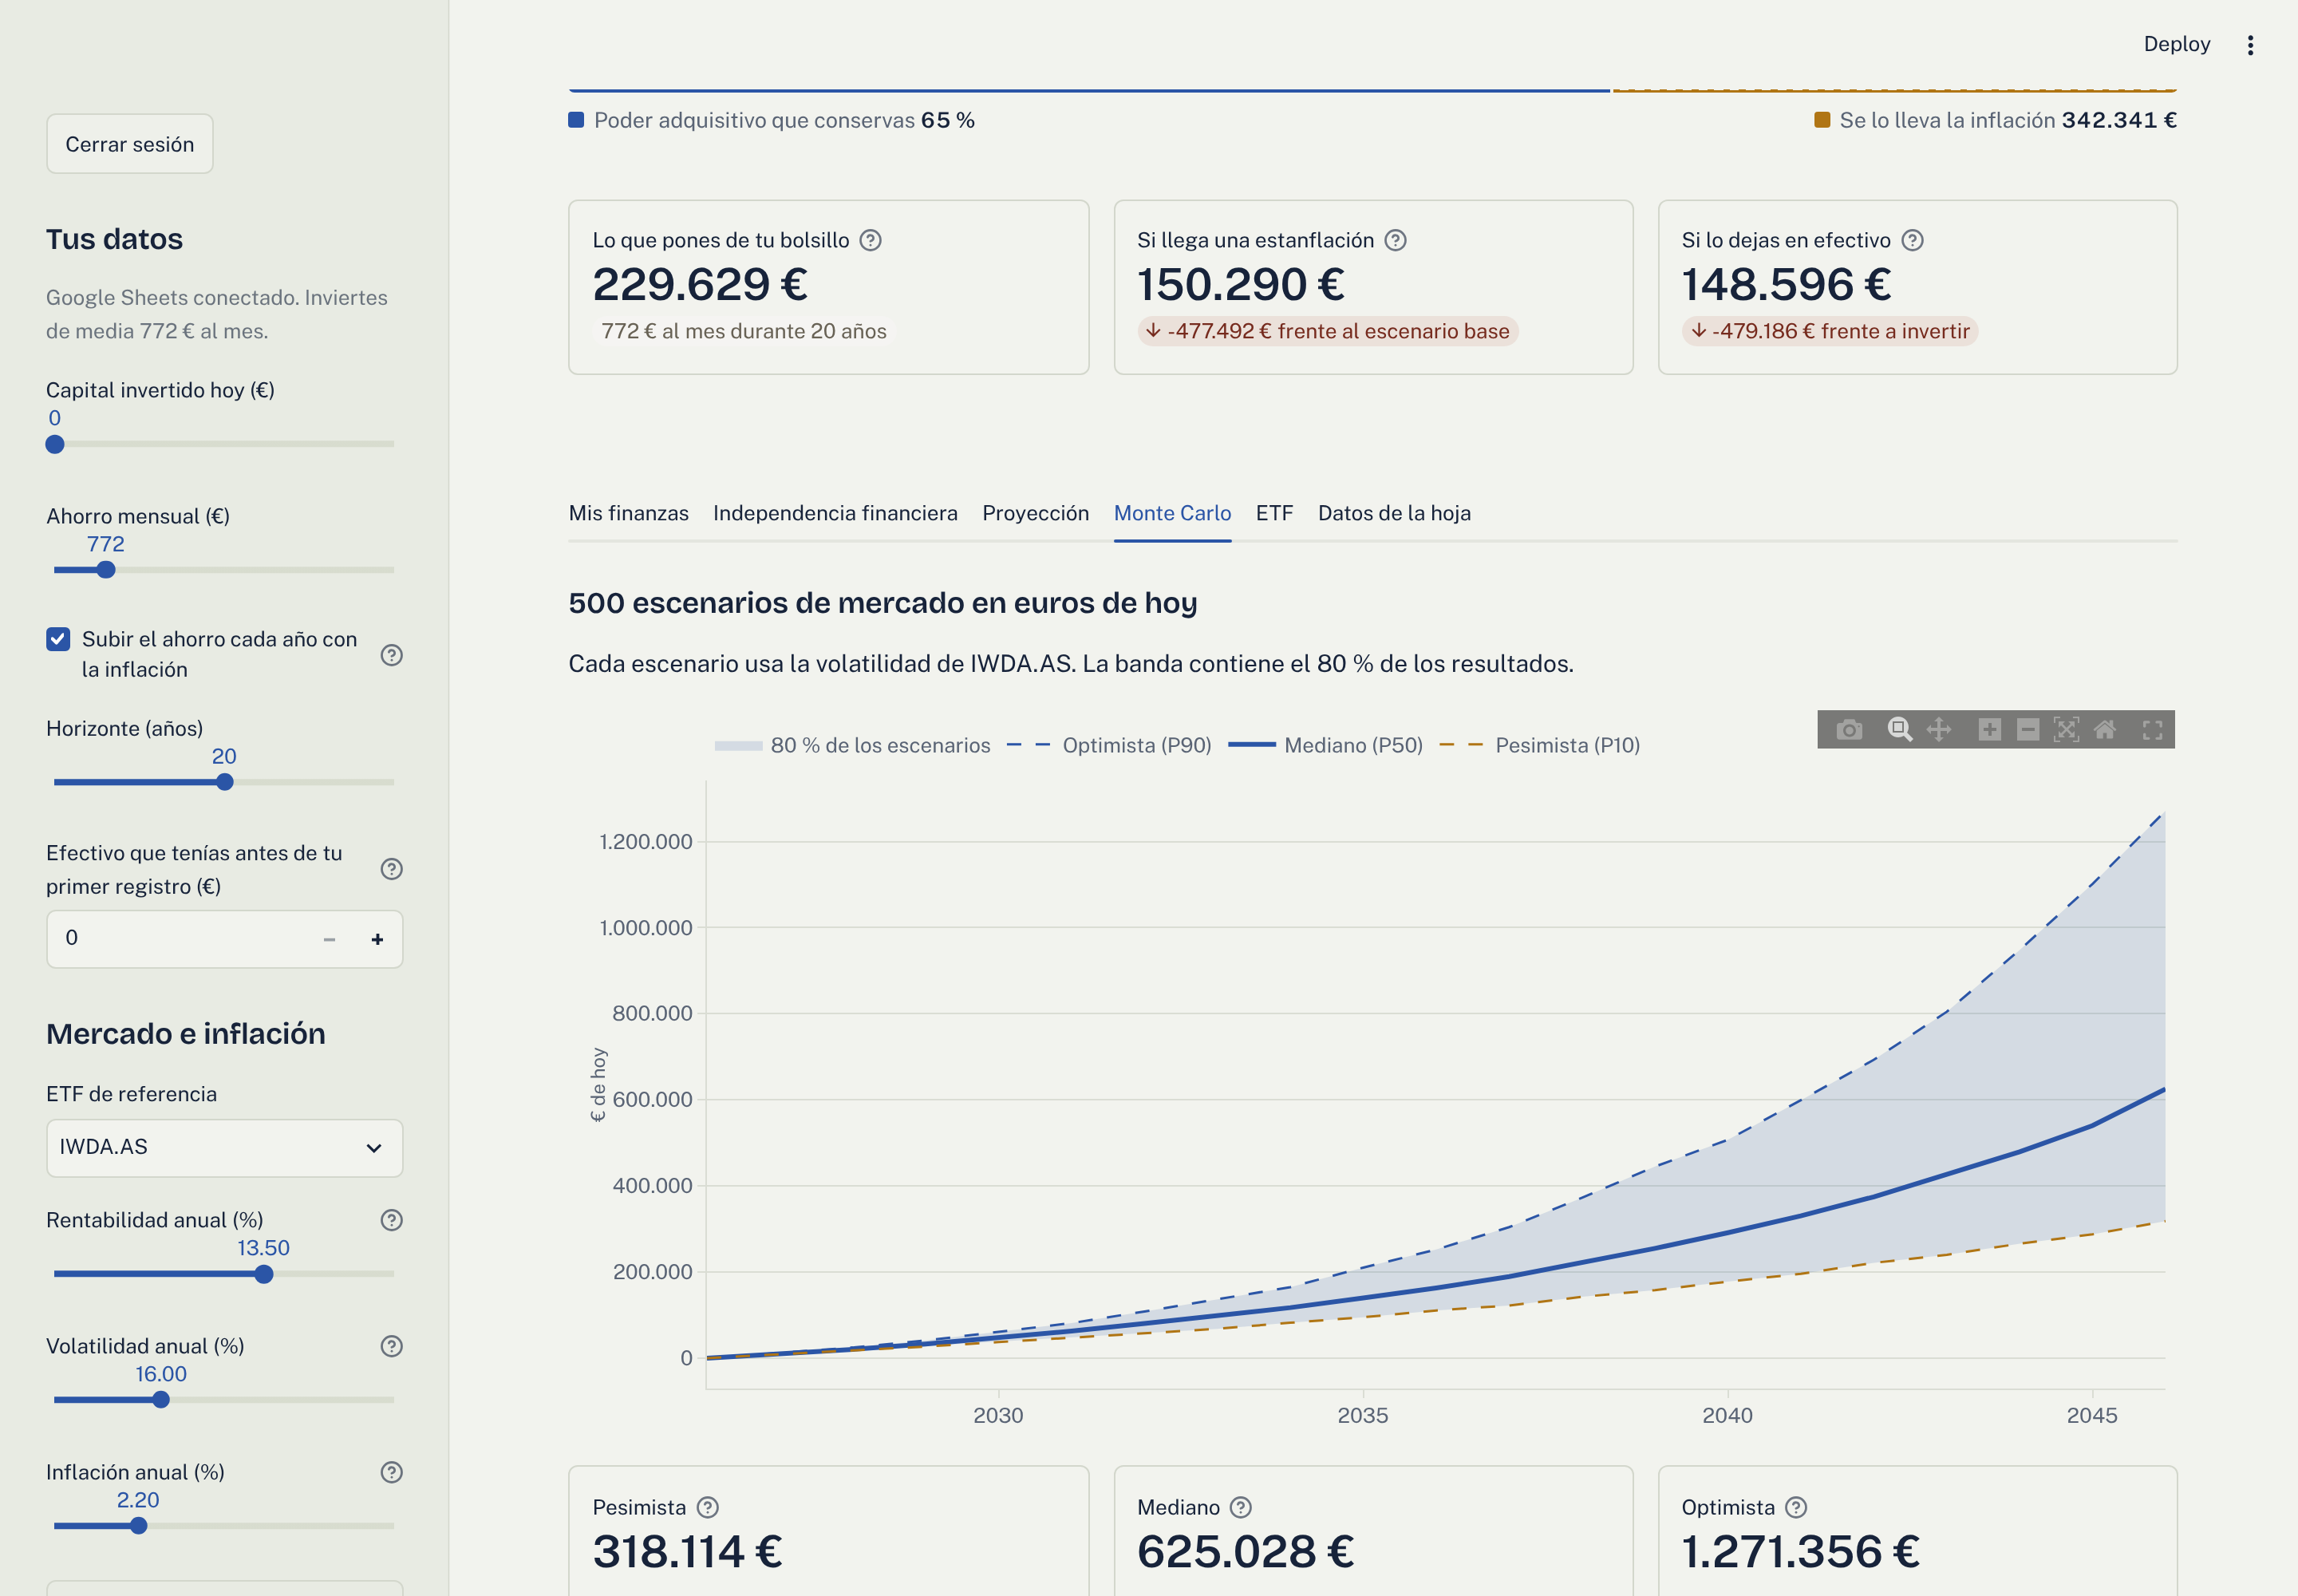 Deploy
Cerrar sesión
Tus datos
Google Sheets conectado. Inviertes
de media 772 € al mes.
Capital invertido hoy (€)
0
Ahorro mensual (€)
772
Subir el ahorro cada año con
la inflación
Horizonte (años)
20
Efectivo que tenías antes de tu
primer registro (€)
0
Mercado e inflación
ETF de referencia
IWDA.AS
Rentabilidad anual (%)
13.50
Volatilidad anual (%)
16.00
Inflación anual (%)
2.20
Poder adquisitivo que conservas 65 %
Se lo lleva la inflación 342.341 €
Lo que pones de tu bolsillo
229.629 €
772 € al mes durante 20 años
Si llega una estanflación
150.290 €
-477.492 € frente al escenario base
Si lo dejas en efectivo
148.596 €
-479.186 € frente a invertir
Mis finanzas Independencia financiera Proyección Monte Carlo ETF Datos de la hoja
500 escenarios de mercado en euros de hoy
Cada escenario usa la volatilidad de IWDA.AS. La banda contiene el 80 % de los resultados.
80 % de los escenarios Optimista (P90) Mediano (P50) Pesimista (P10)
€ de hoy
1.200.000
1.000.000
800.000
600.000
400.000
200.000
0
2030 2035 2040 2045
Pesimista
318.114 €
Mediano
625.028 €
Optimista
1.271.356 €